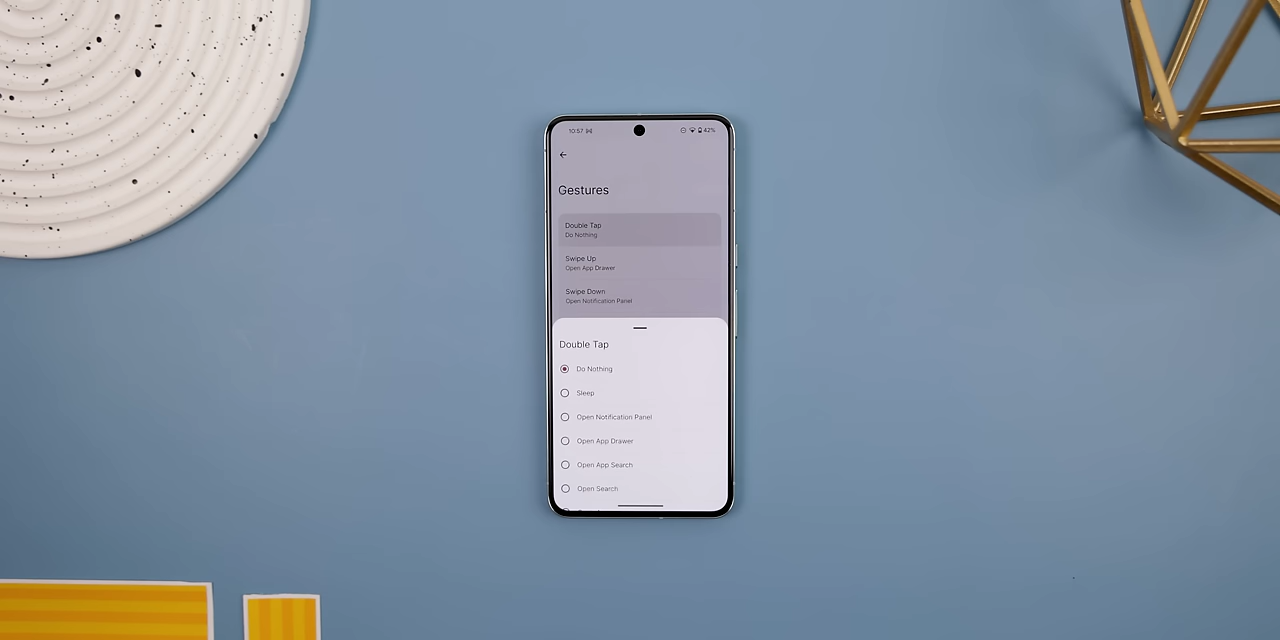 10:57 42%
Gestures
Double Tap
Do Nothing
Swipe Up
Open App Drawer
Swipe Down
Open Notification Panel
Double Tap
Do Nothing
Sleep
Open Notification Panel
Open App Drawer
Open App Search
Open Search